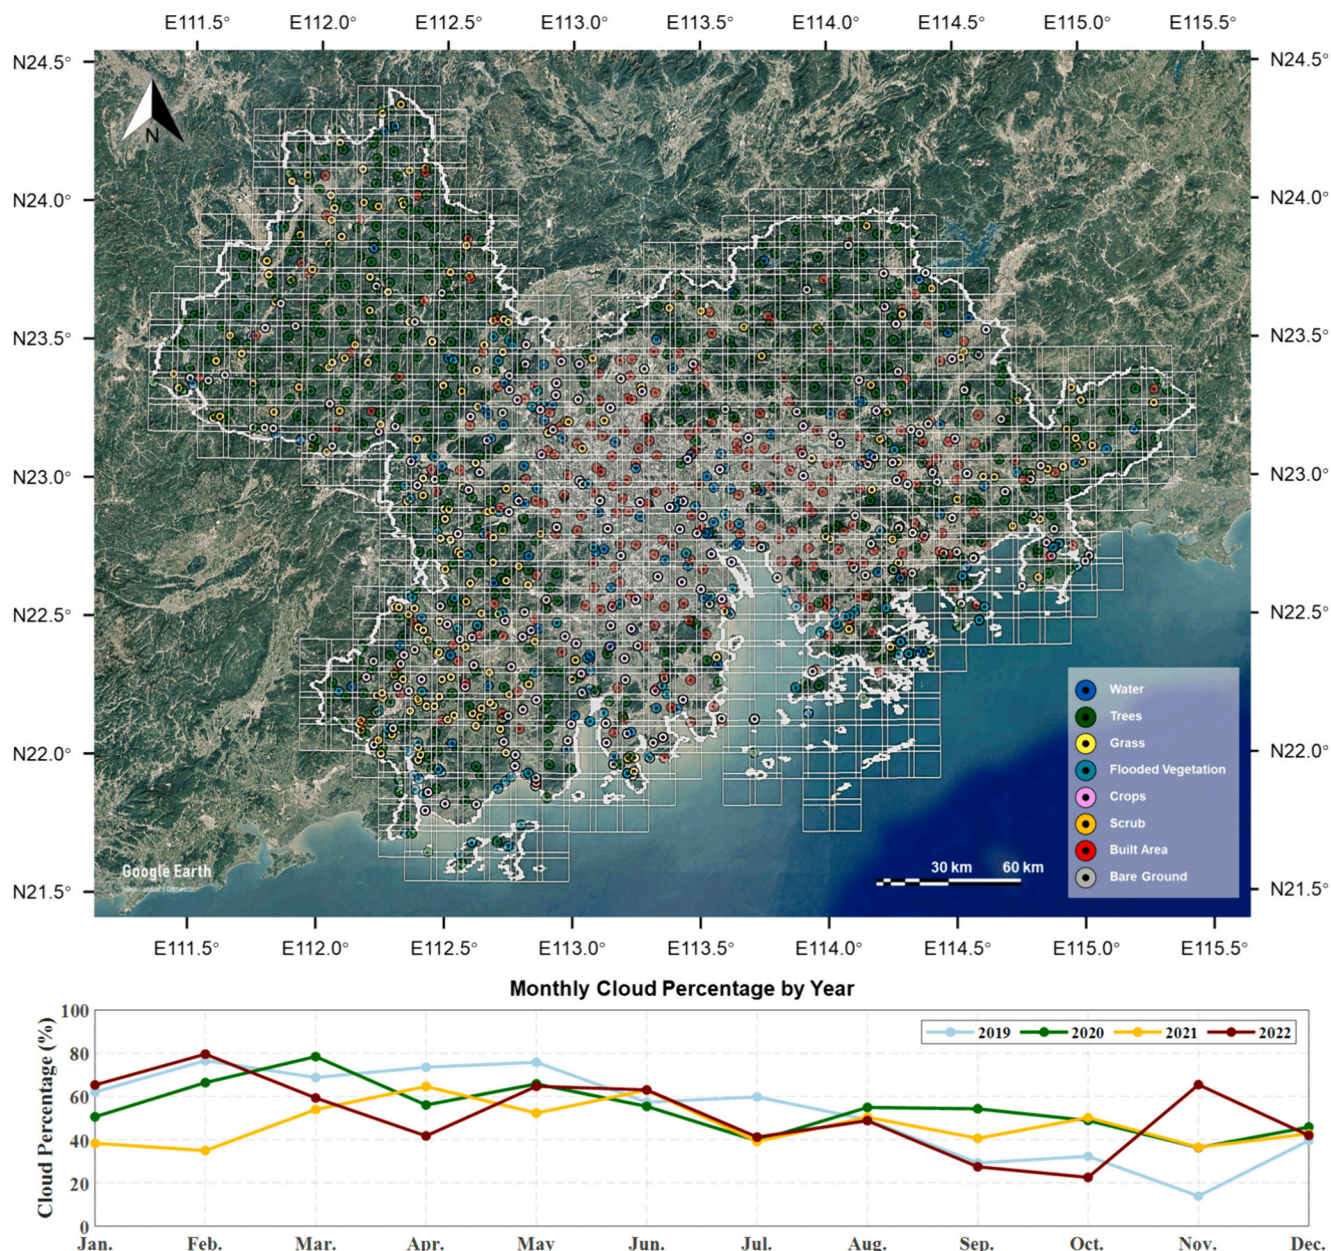 E111.5° E112.0° E112.5° E113.0° E113.5° E114.0° E114.5° E115.0° E115.5°
N24.5° N24.5°
N24.0° N24.0°
N23.5° N23.5°
N23.0° N23.0°
N22.5° N22.5°
N22.0° N22.0°
N21.5° N21.5°
N
Water
Trees
Grass
Flooded Vegetation
Crops
Scrub
Built Area
Bare Ground
Google Earth
30 km 60 km
E111.5° E112.0° E112.5° E113.0° E113.5° E114.0° E114.5° E115.0° E115.5°
Monthly Cloud Percentage by Year
Cloud Percentage (%)
100
80
60
40
20
0
2019 2020 2021 2022
Jan. Feb. Mar. Apr. May Jun. Jul. Aug. Sep. Oct. Nov. Dec.